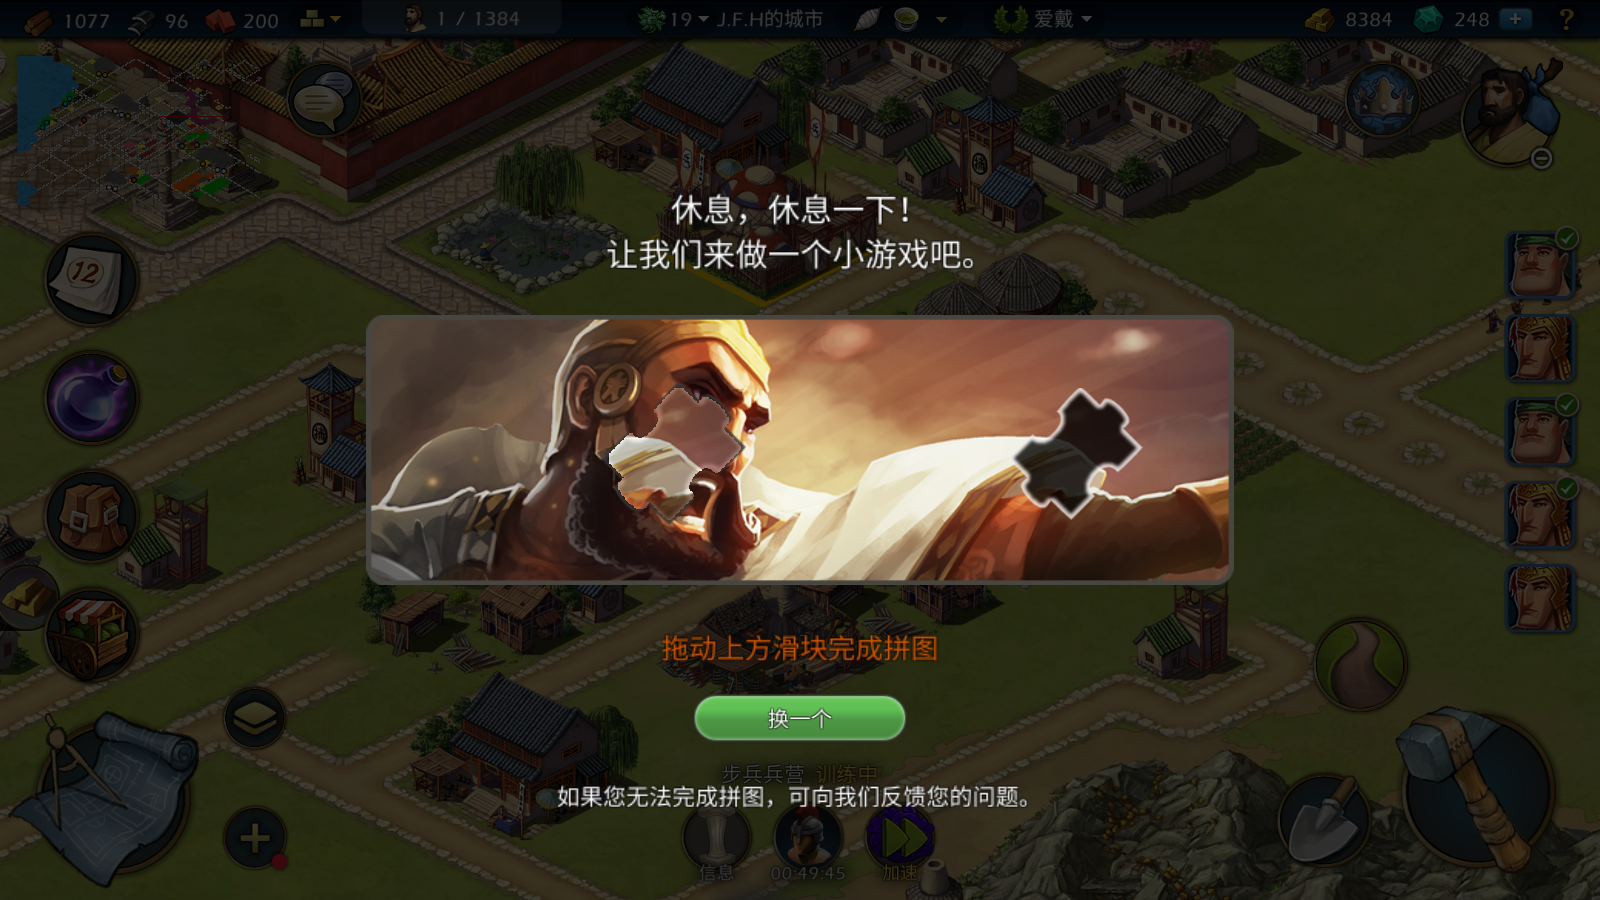 1077 96 200 1 / 1384 19 J.F.H的城市 爱戴 8384 248 + ?
12
休息，休息一下！
让我们来做一个小游戏吧。
拖动上方滑块完成拼图
换一个
步兵兵营 训练中
如果您无法完成拼图，可向我们反馈您的问题。
信息 00:49:45 加速